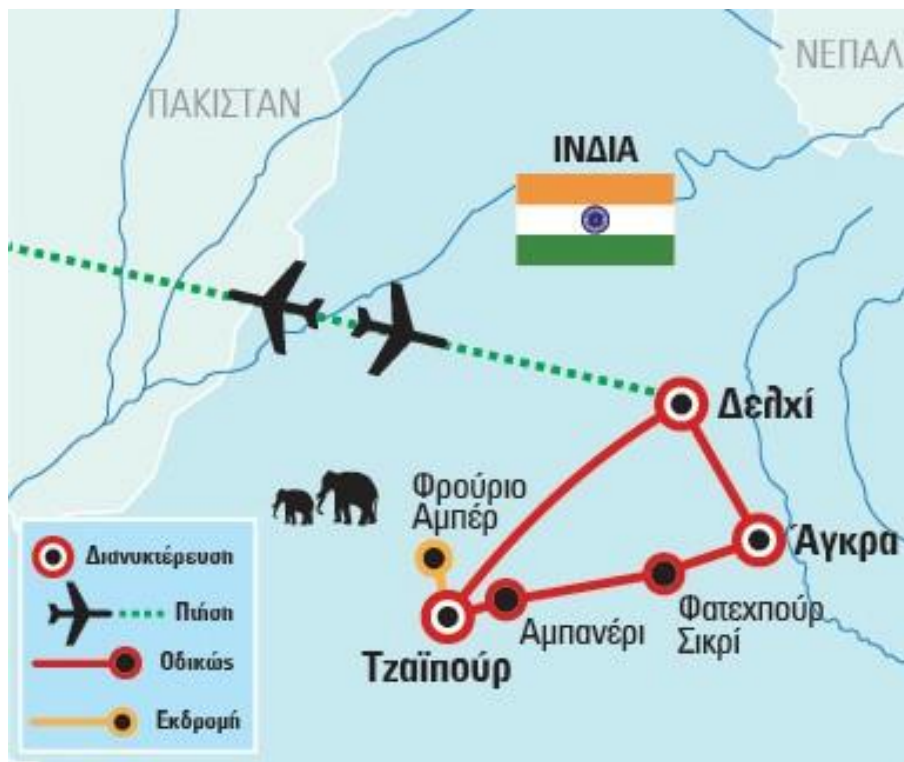 ΝΕΠΑΛ
ΠΑΚΙΣΤΑΝ
ΙΝΔΙΑ
Δελχί
Φρούριο
Αμπέρ
Άγκρα
Φατεχπούρ
Σικρί
Αμπανέρι
Τζαϊπούρ
Διανυκτέρευση
Πτήση
Οδικώς
Εκδρομή